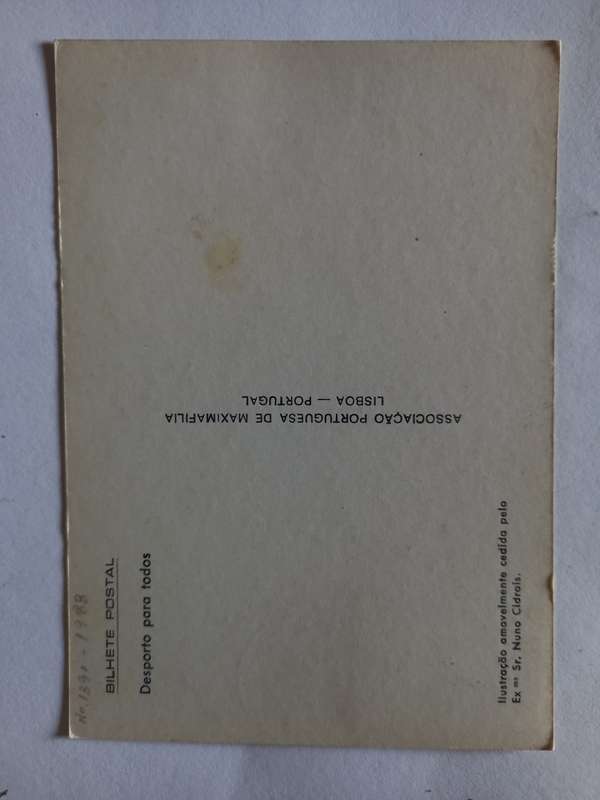 BILHETE POSTAL
Desporto para todos
ASSOCIAÇÃO PORTUGUESA DE MAXIMAFILIA
LISBOA — PORTUGAL
Ilustração amavelmente cedida pelo
Ex mo Sr. Nuno Cidrais.